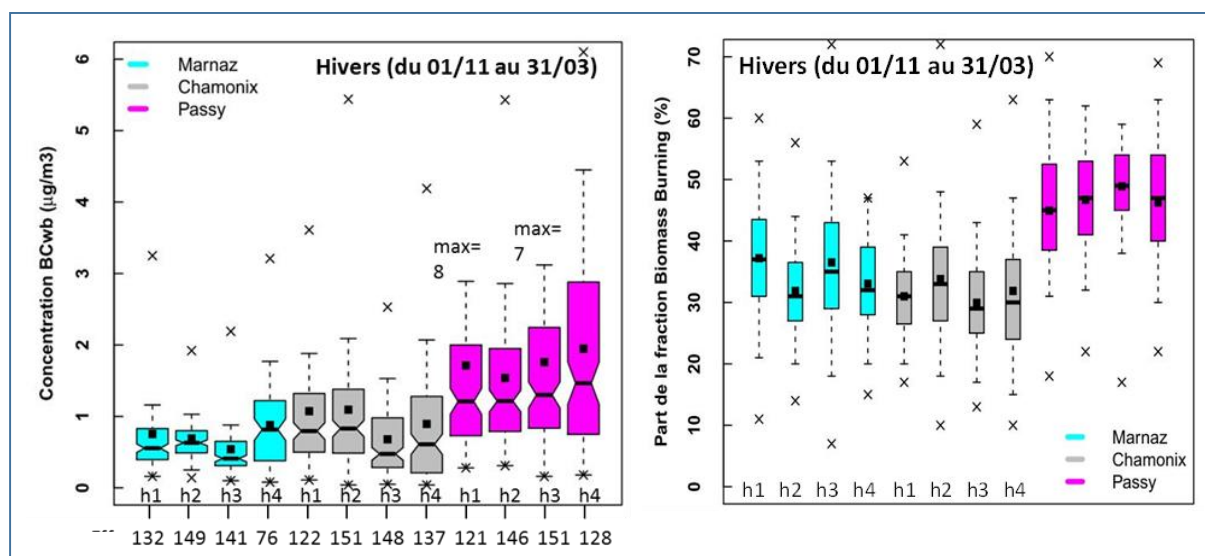 Concentration BCwb (µg/m3)
6
5
4
3
2
1
0
Marnaz
Chamonix
Passy
Hivers (du 01/11 au 31/03)
max=
8
max=
7
h1 h2 h3 h4 h1 h2 h3 h4 h1 h2 h3 h4
132 149 141 76 122 151 148 137 121 146 151 128
Part de la fraction Biomass Burning (%)
70
60
50
40
30
20
10
0
Hivers (du 01/11 au 31/03)
Marnaz
Chamonix
Passy
h1 h2 h3 h4 h1 h2 h3 h4